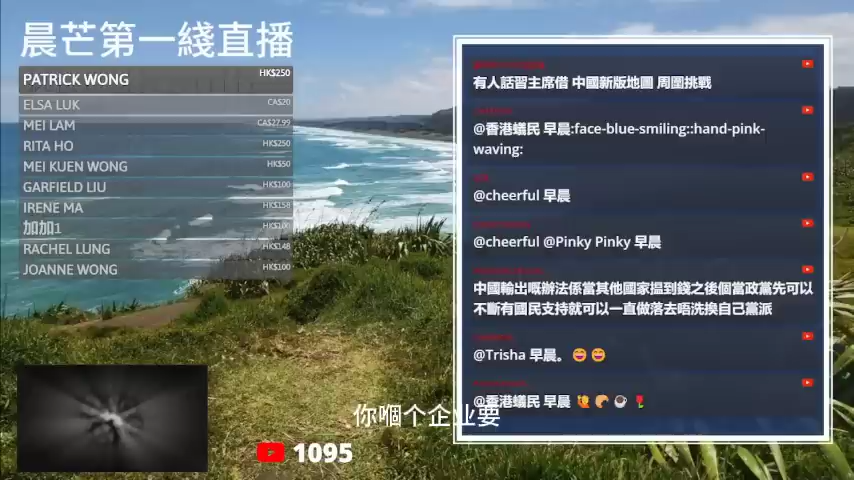 晨芒第一綫直播
PATRICK WONG HK$250
ELSA LUK CA$20
MEI LAM CA$27.99
RITA HO HK$250
MEI KUEN WONG HK$50
GARFIELD LIU HK$100
IRENE MA HK$158
加加1
RACHEL LUNG HK$148
JOANNE WONG HK$100
有人話習主席借 中國新版地圖 周圍挑戰
@香港蟻民 早晨:face-blue-smiling::hand-pink-
waving:
@cheerful 早晨
@cheerful @Pinky Pinky 早晨
中國輸出嘅辦法係當其他國家搵到錢之後個當政黨先可以
不斷有國民支持就可以一直做落去唔洗換自己黨派
@Trisha 早晨。😄 😄
@香港蟻民 早晨 🙋 🥐 ☕ 🌹
你嗰个企业要
1095